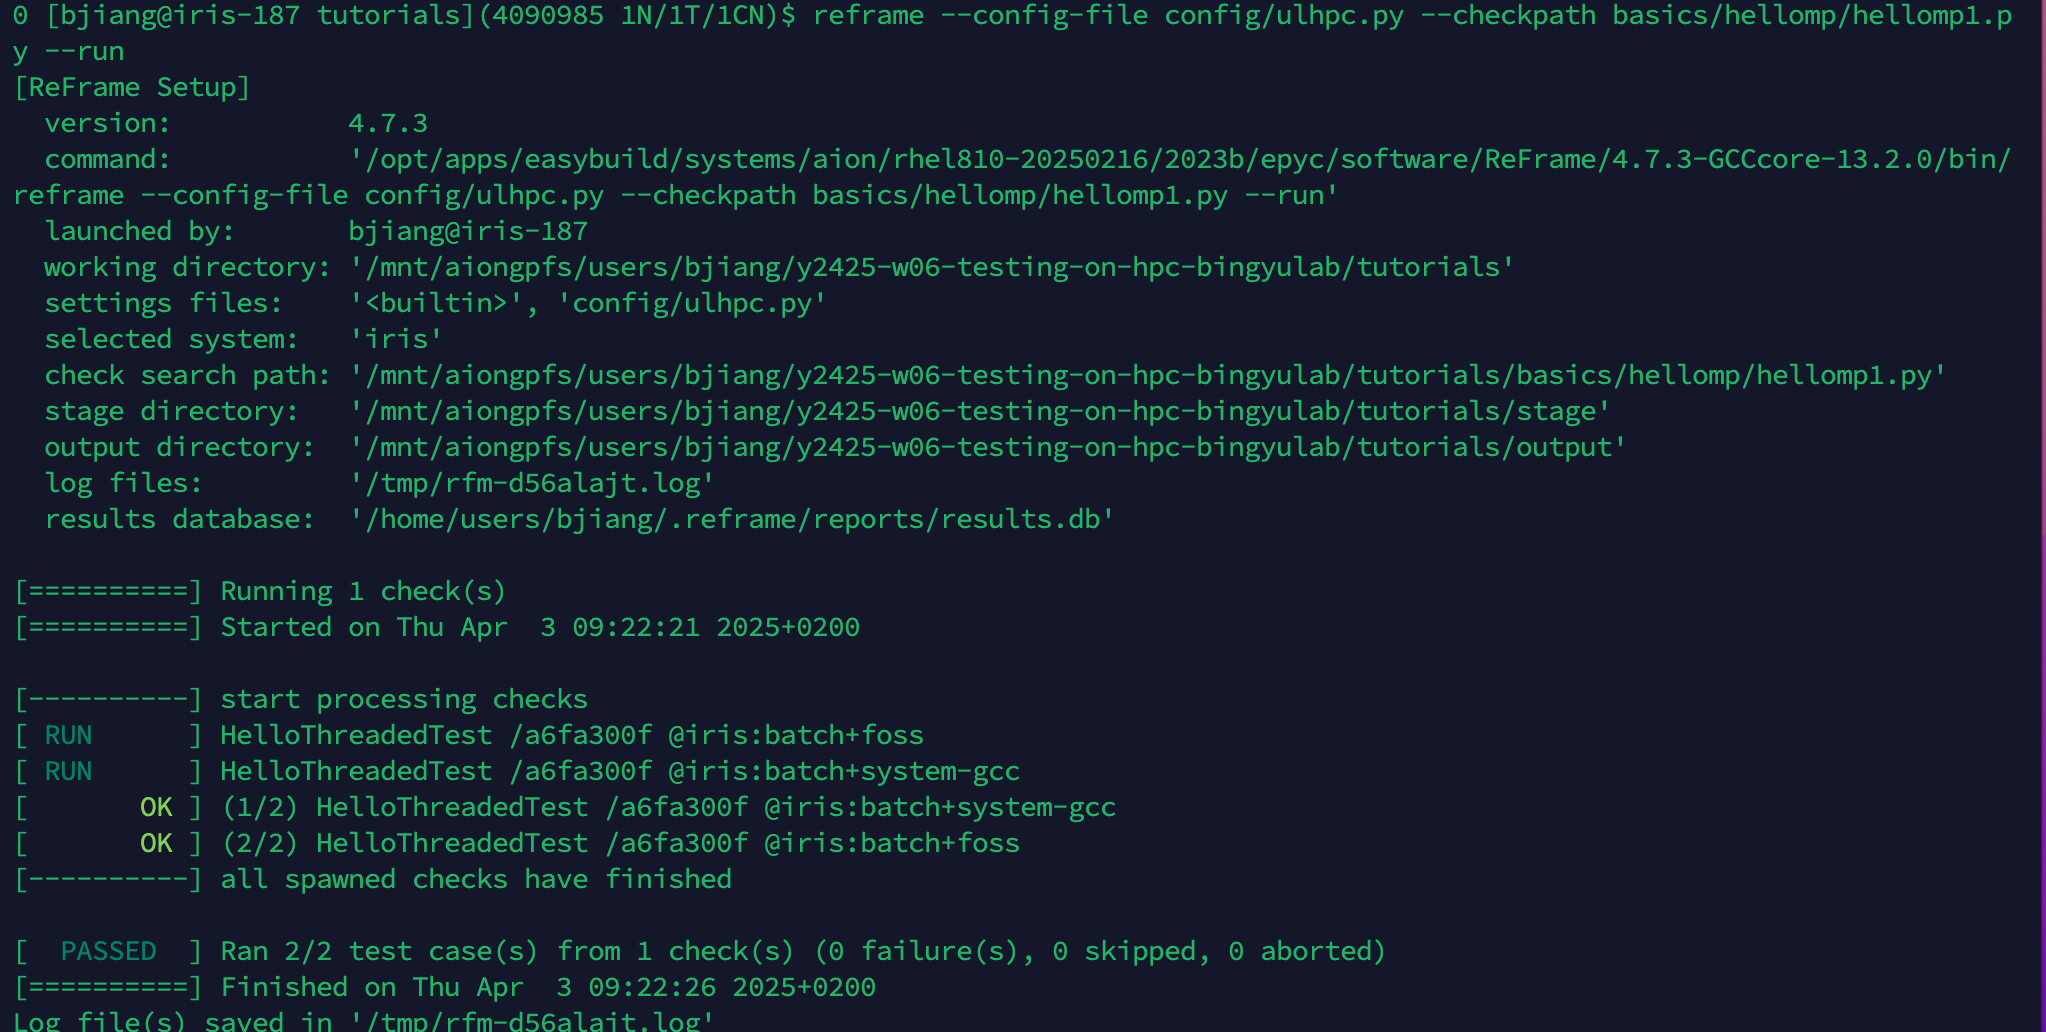 0 [bjiang@iris-187 tutorials](4090985 1N/1T/1CN)$ reframe --config-file config/ulhpc.py --checkpath basics/hellomp/hellomp1.p
y --run
[ReFrame Setup]
  version:           4.7.3
  command:           '/opt/apps/easybuild/systems/aion/rhel810-20250216/2023b/epyc/software/ReFrame/4.7.3-GCCcore-13.2.0/bin/
reframe --config-file config/ulhpc.py --checkpath basics/hellomp/hellomp1.py --run'
  launched by:       bjiang@iris-187
  working directory: '/mnt/aiongpfs/users/bjiang/y2425-w06-testing-on-hpc-bingyulab/tutorials'
  settings files:    '<builtin>', 'config/ulhpc.py'
  selected system:   'iris'
  check search path: '/mnt/aiongpfs/users/bjiang/y2425-w06-testing-on-hpc-bingyulab/tutorials/basics/hellomp/hellomp1.py'
  stage directory:   '/mnt/aiongpfs/users/bjiang/y2425-w06-testing-on-hpc-bingyulab/tutorials/stage'
  output directory:  '/mnt/aiongpfs/users/bjiang/y2425-w06-testing-on-hpc-bingyulab/tutorials/output'
  log files:         '/tmp/rfm-d56alajt.log'
  results database:  '/home/users/bjiang/.reframe/reports/results.db'

[==========] Running 1 check(s)
[==========] Started on Thu Apr  3 09:22:21 2025+0200

[----------] start processing checks
[ RUN      ] HelloThreadedTest /a6fa300f @iris:batch+foss
[ RUN      ] HelloThreadedTest /a6fa300f @iris:batch+system-gcc
[       OK ] (1/2) HelloThreadedTest /a6fa300f @iris:batch+system-gcc
[       OK ] (2/2) HelloThreadedTest /a6fa300f @iris:batch+foss
[----------] all spawned checks have finished

[  PASSED  ] Ran 2/2 test case(s) from 1 check(s) (0 failure(s), 0 skipped, 0 aborted)
[==========] Finished on Thu Apr  3 09:22:26 2025+0200
Log file(s) saved in '/tmp/rfm-d56alajt.log'